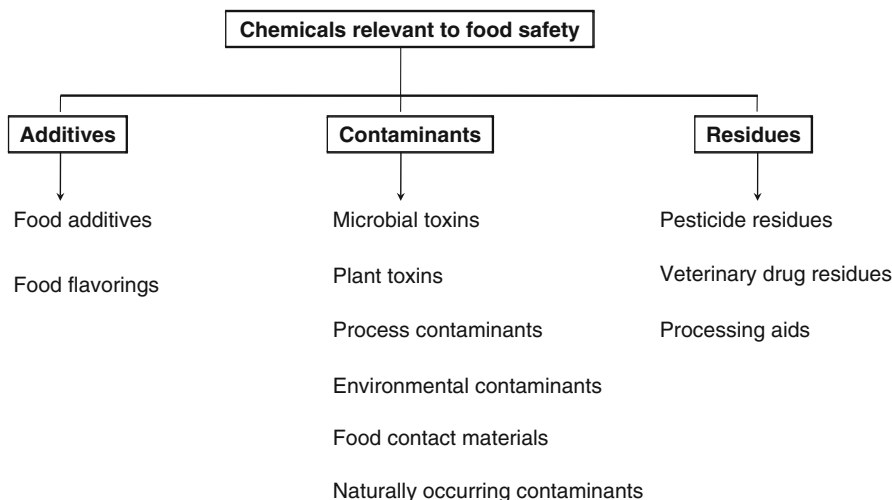 Chemicals relevant to food safety
Additives
Contaminants
Residues
Food additives
Food flavorings
Microbial toxins
Plant toxins
Process contaminants
Environmental contaminants
Food contact materials
Naturally occurring contaminants
Pesticide residues
Veterinary drug residues
Processing aids